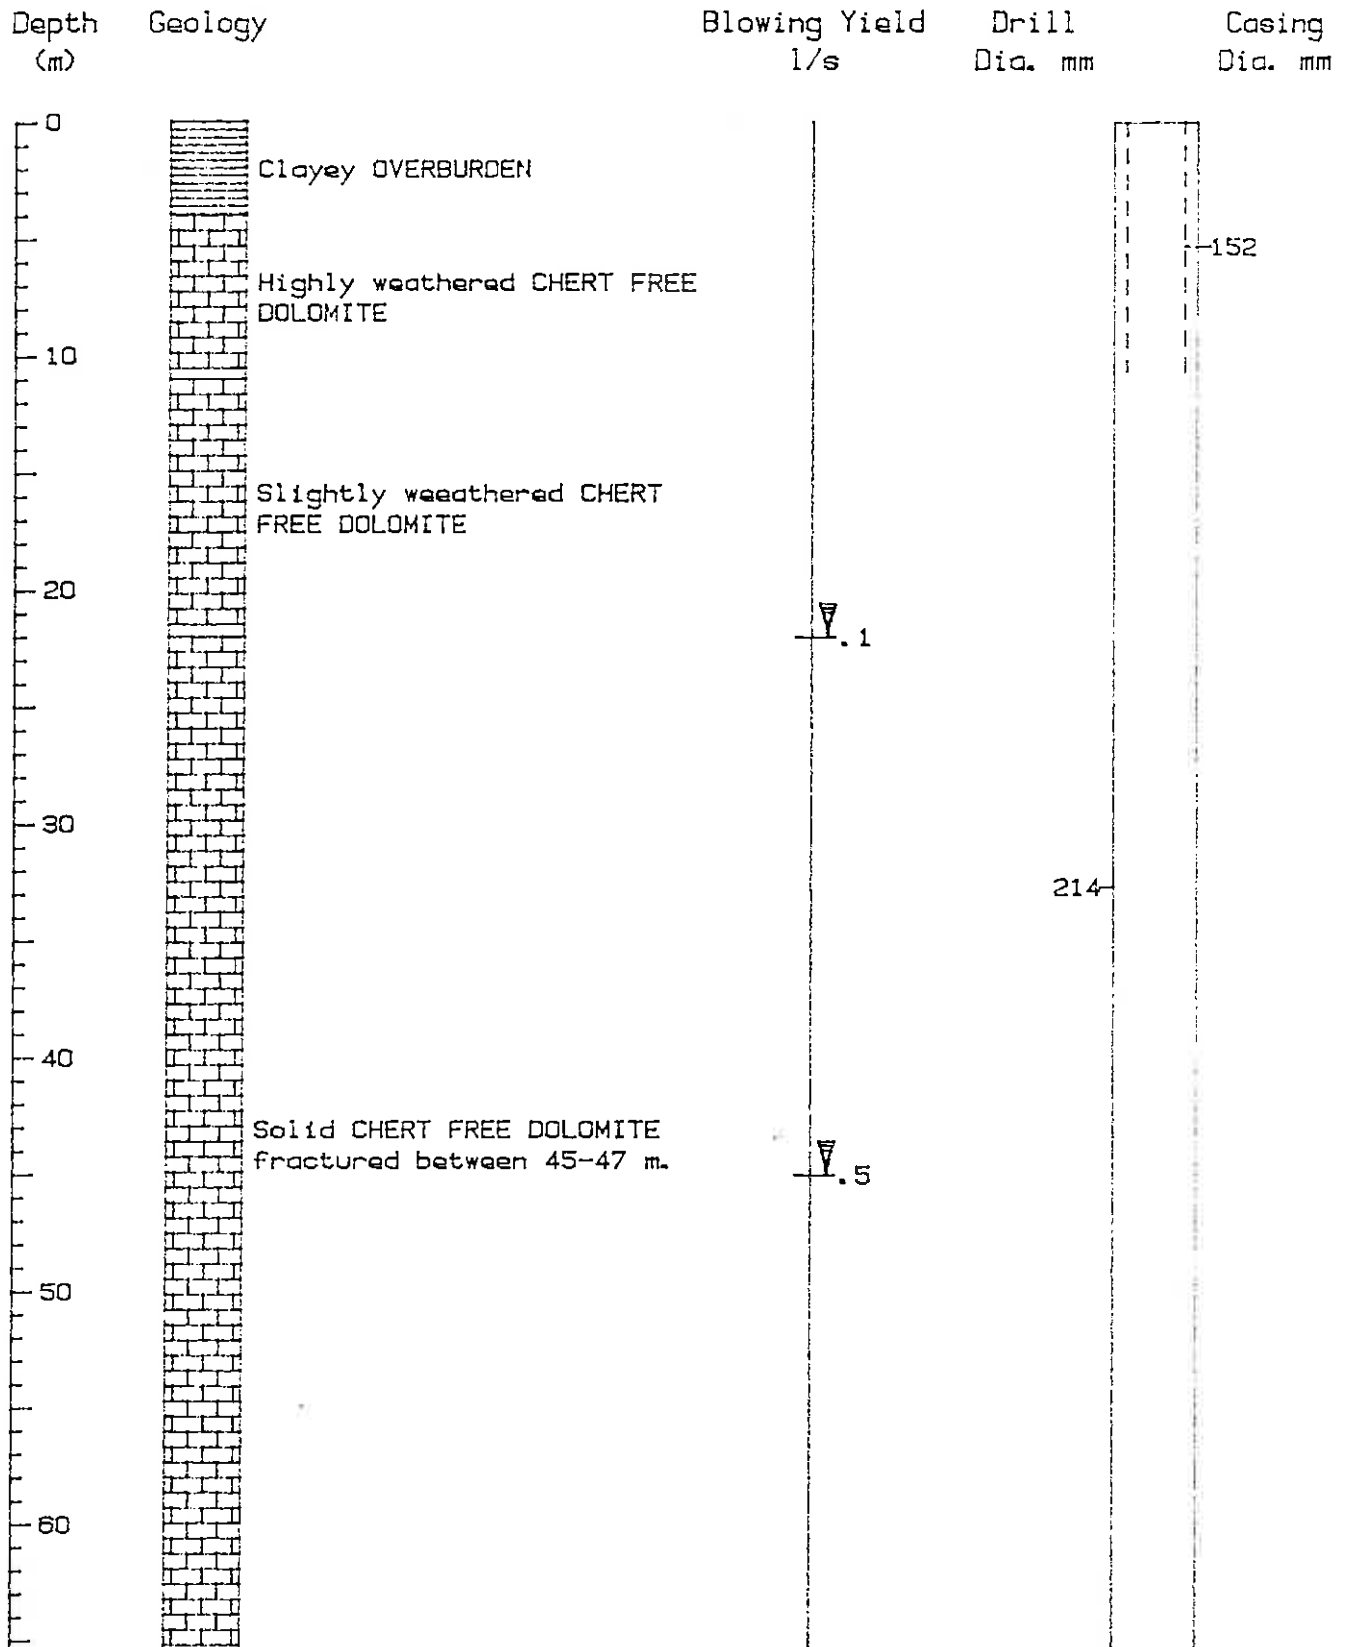 Depth Geology Blowing Yield Drill Casing
(m) l/s Dia. mm Dia. mm
0
Clayey OVERBURDEN
152
Highly weathered CHERT FREE
DOLOMITE
10
Slightly weeathered CHERT
FREE DOLOMITE
20
.1
30
214
40
Solid CHERT FREE DOLOMITE
fractured between 45-47 m.
.5
50
60